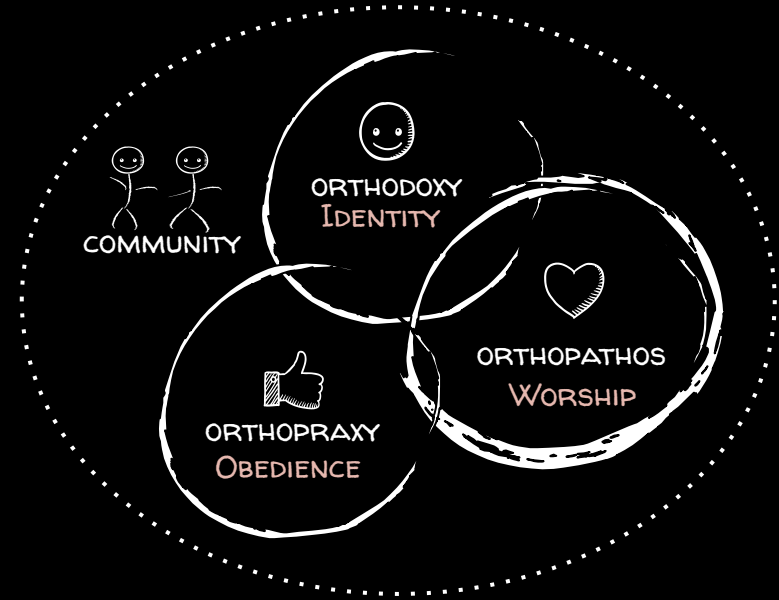 ORTHODOXY
IDENTITY
COMMUNITY
ORTHOPATHOS
WORSHIP
ORTHOPRAXY
OBEDIENCE